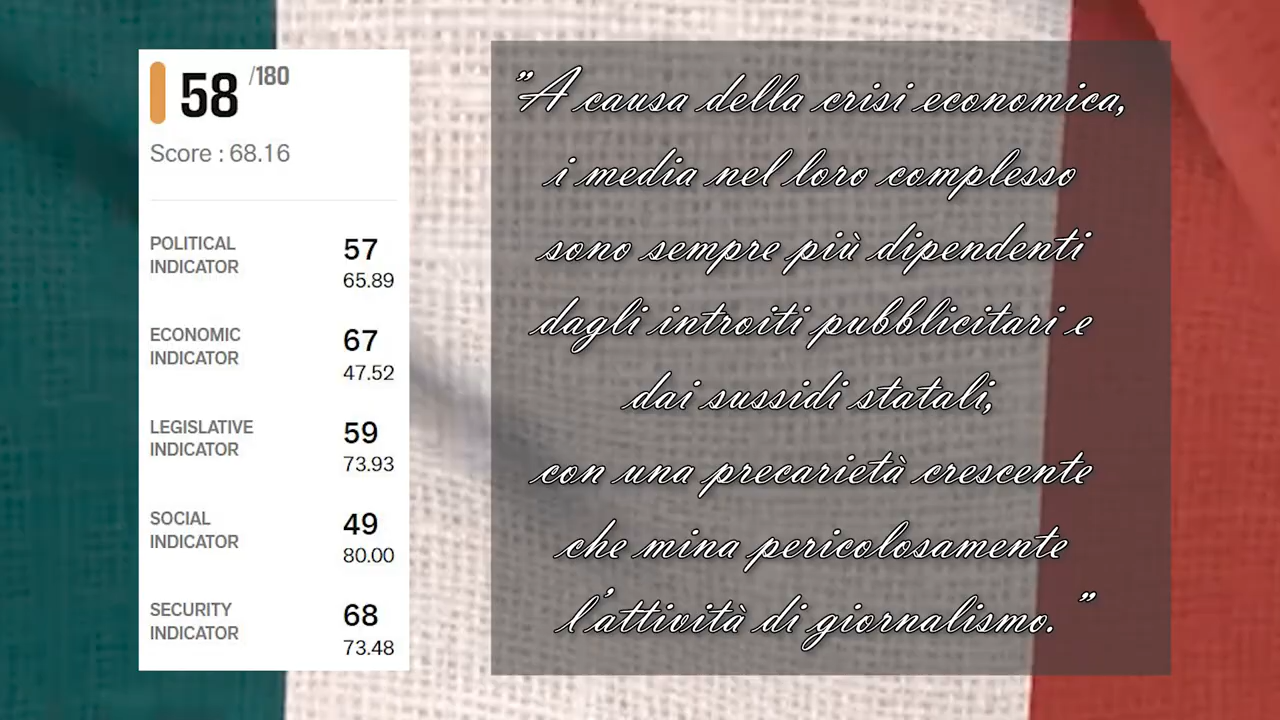 58 /180
Score : 68.16
POLITICAL INDICATOR 57
65.89
ECONOMIC INDICATOR 67
47.52
LEGISLATIVE INDICATOR 59
73.93
SOCIAL INDICATOR 49
80.00
SECURITY INDICATOR 68
73.48
"A causa della crisi economica,
i media nel loro complesso
sono sempre più dipendenti
dagli introiti pubblicitari e
dai sussidi statali,
con una precarietà crescente
che mina pericolosamente
l'attività di giornalismo."